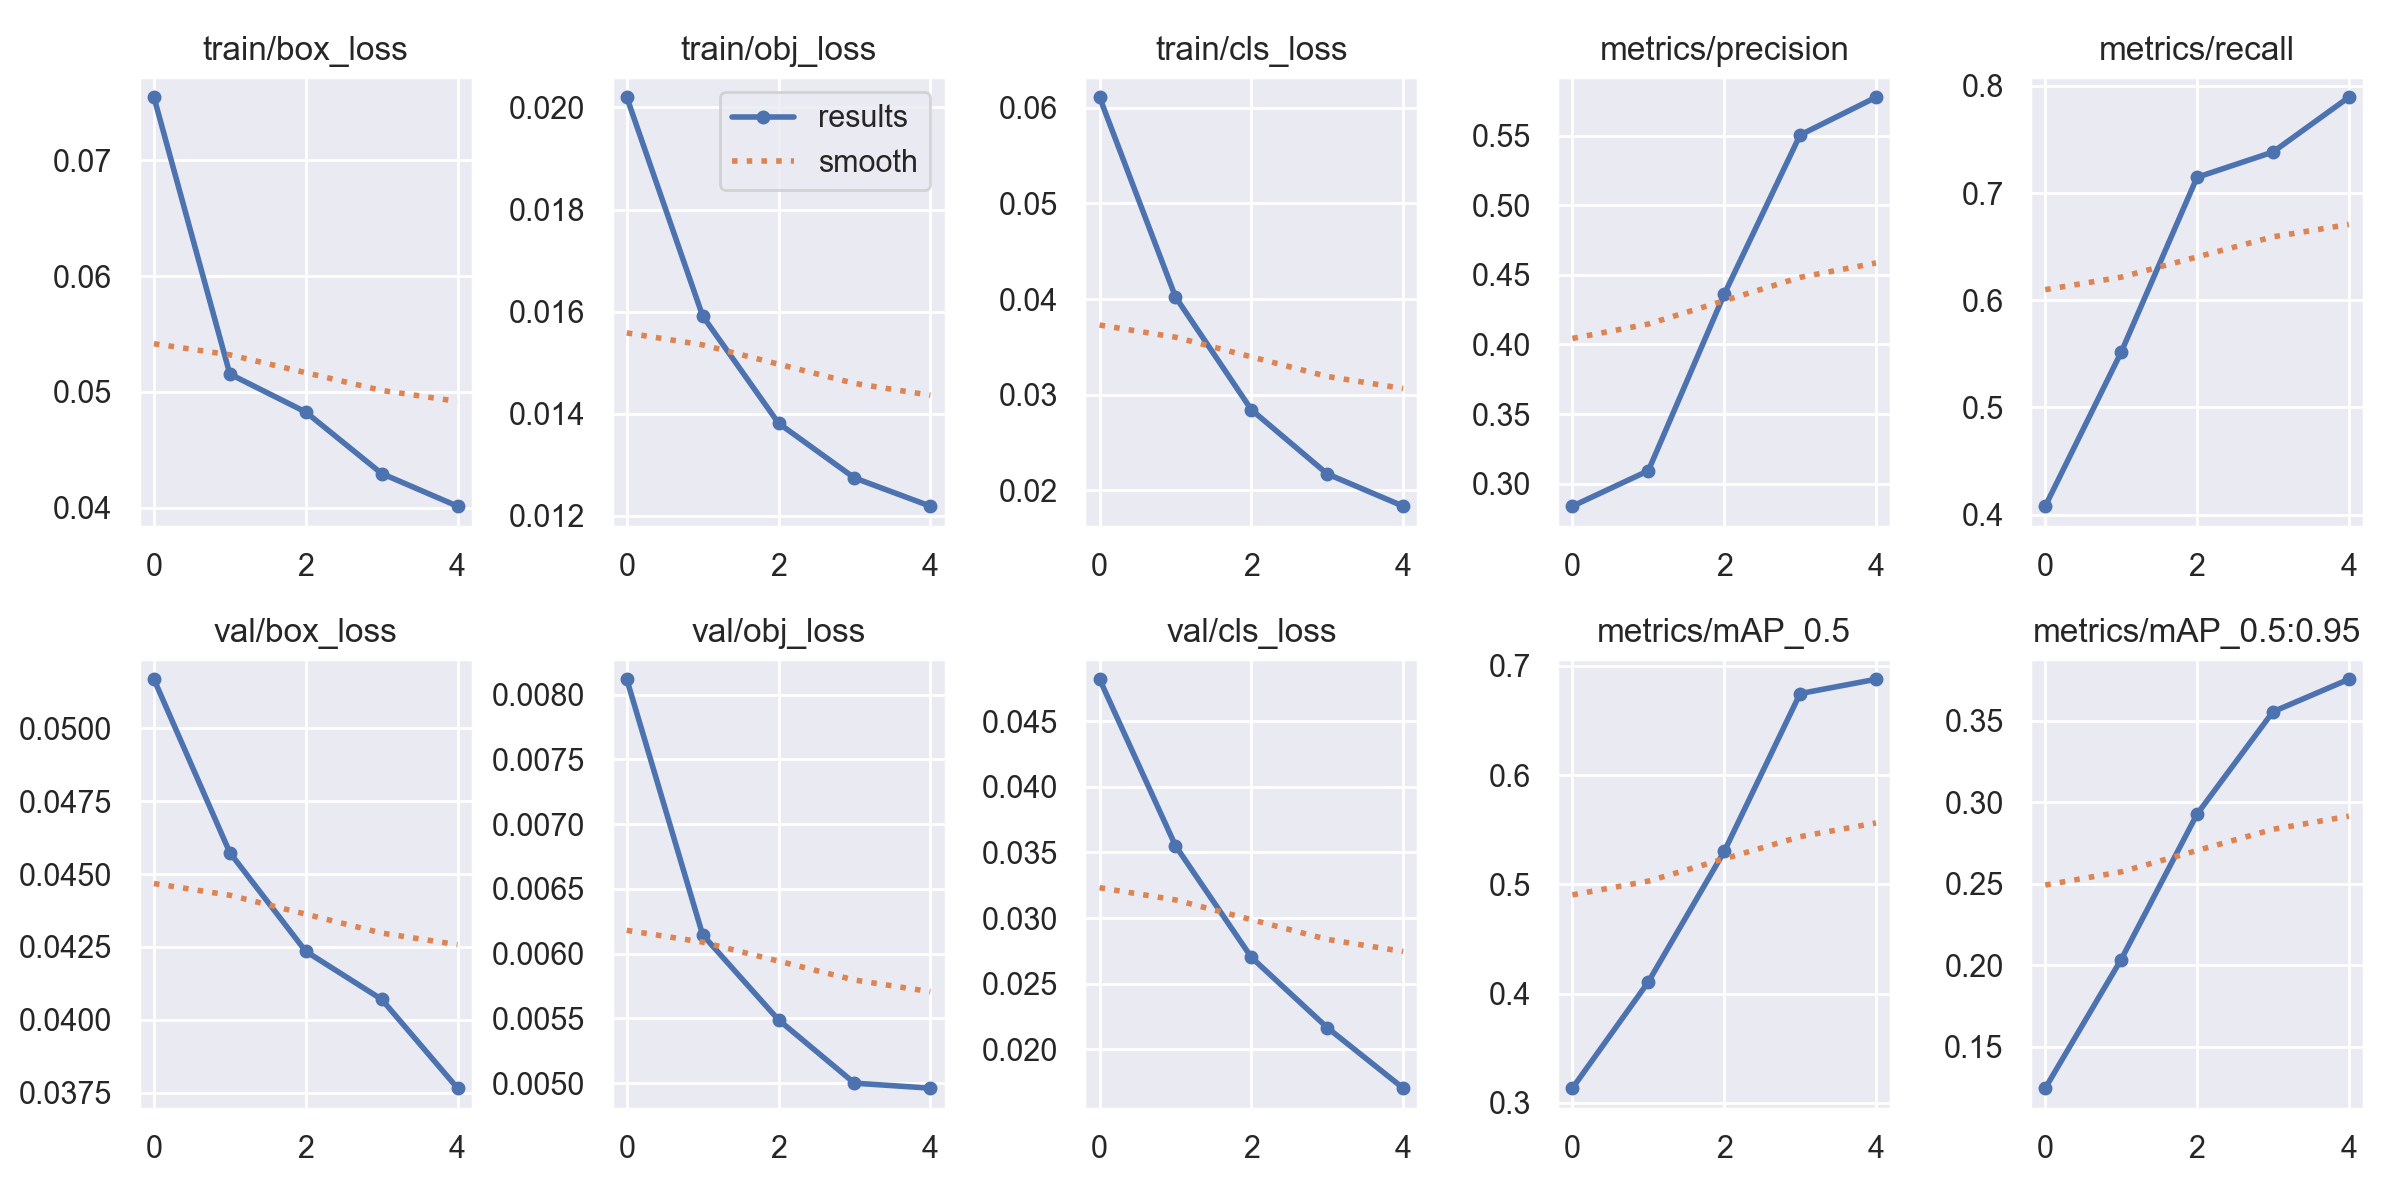 train/box_loss
0.07
0.06
0.05
0.04
0 2 4
train/obj_loss
results
smooth
0.020
0.018
0.016
0.014
0.012
0 2 4
train/cls_loss
0.06
0.05
0.04
0.03
0.02
0 2 4
metrics/precision
0.55
0.50
0.45
0.40
0.35
0.30
0 2 4
metrics/recall
0.8
0.7
0.6
0.5
0.4
0 2 4
val/box_loss
0.0500
0.0475
0.0450
0.0425
0.0400
0.0375
0 2 4
val/obj_loss
0.0080
0.0075
0.0070
0.0065
0.0060
0.0055
0.0050
0 2 4
val/cls_loss
0.045
0.040
0.035
0.030
0.025
0.020
0 2 4
metrics/mAP_0.5
0.7
0.6
0.5
0.4
0.3
0 2 4
metrics/mAP_0.5:0.95
0.35
0.30
0.25
0.20
0.15
0 2 4